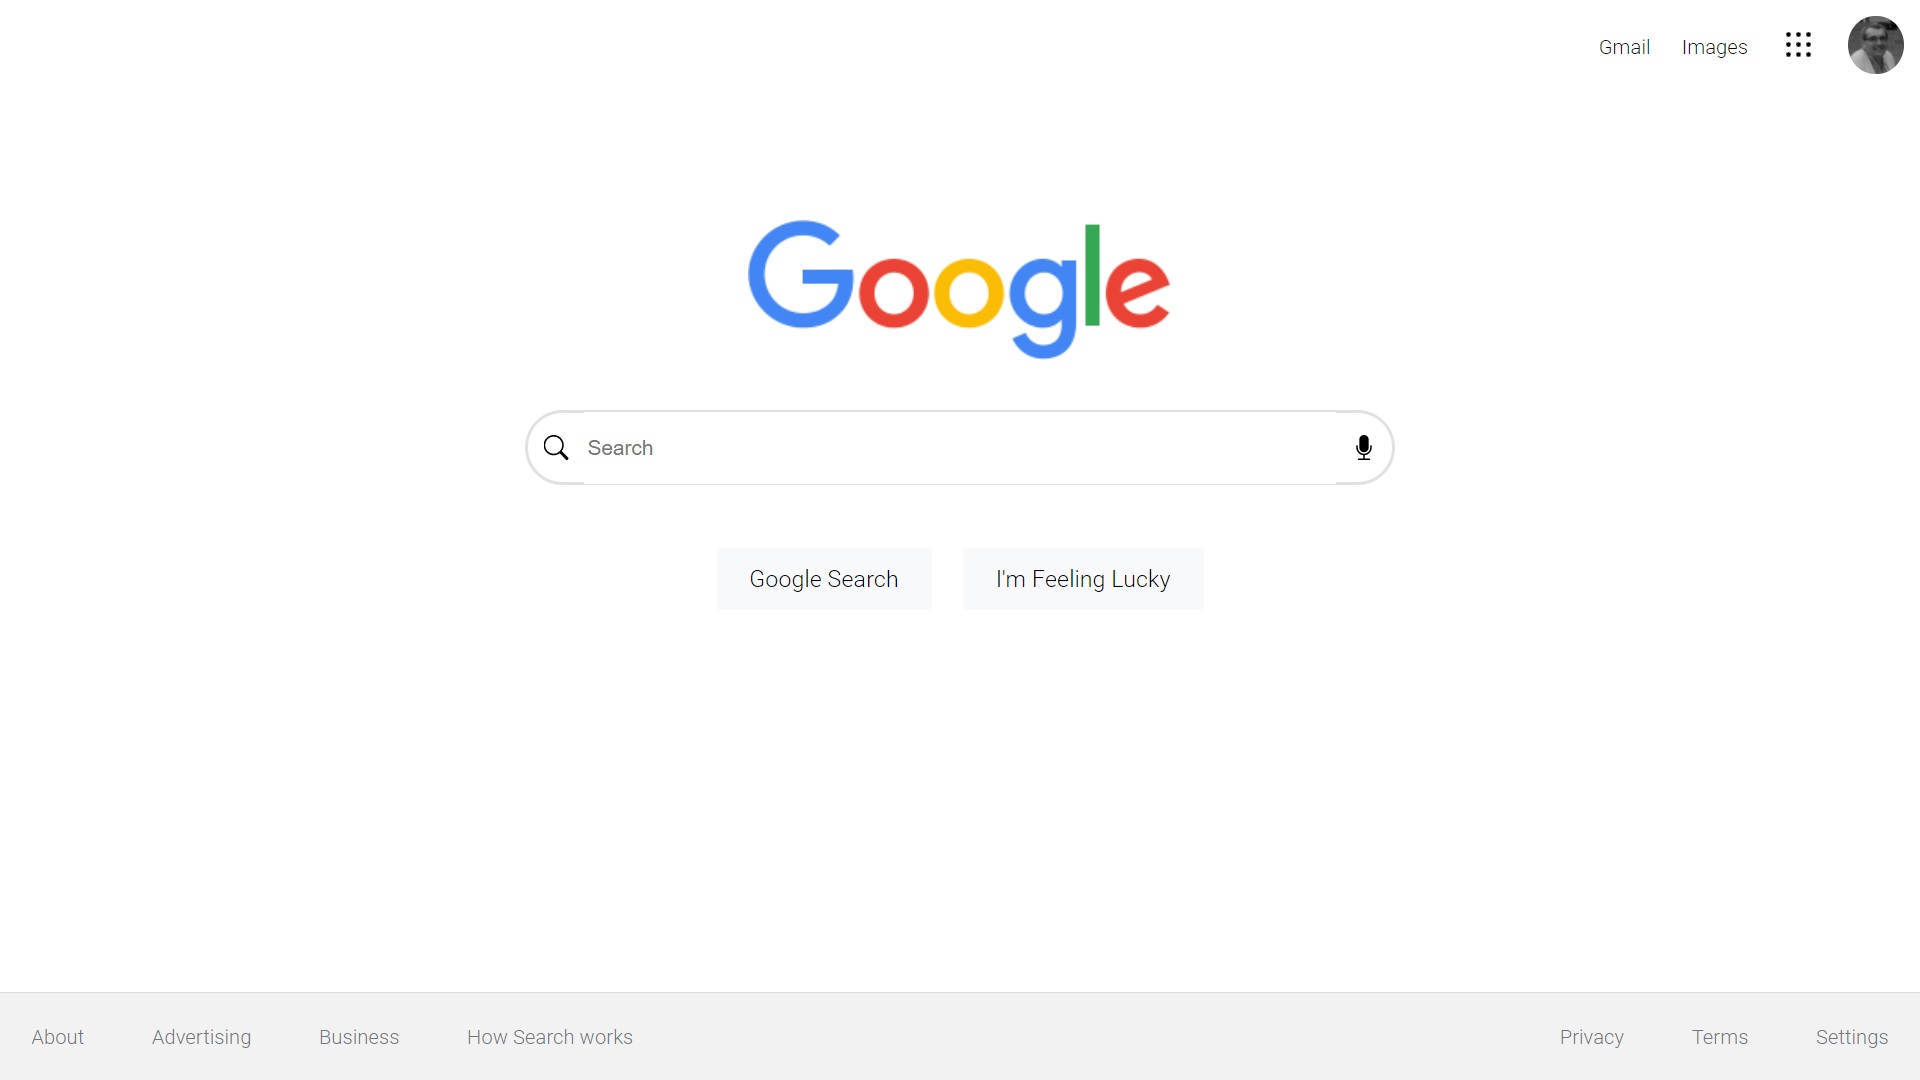 Gmail Images
Google
Search
Google Search I'm Feeling Lucky
About Advertising Business How Search works Privacy Terms Settings